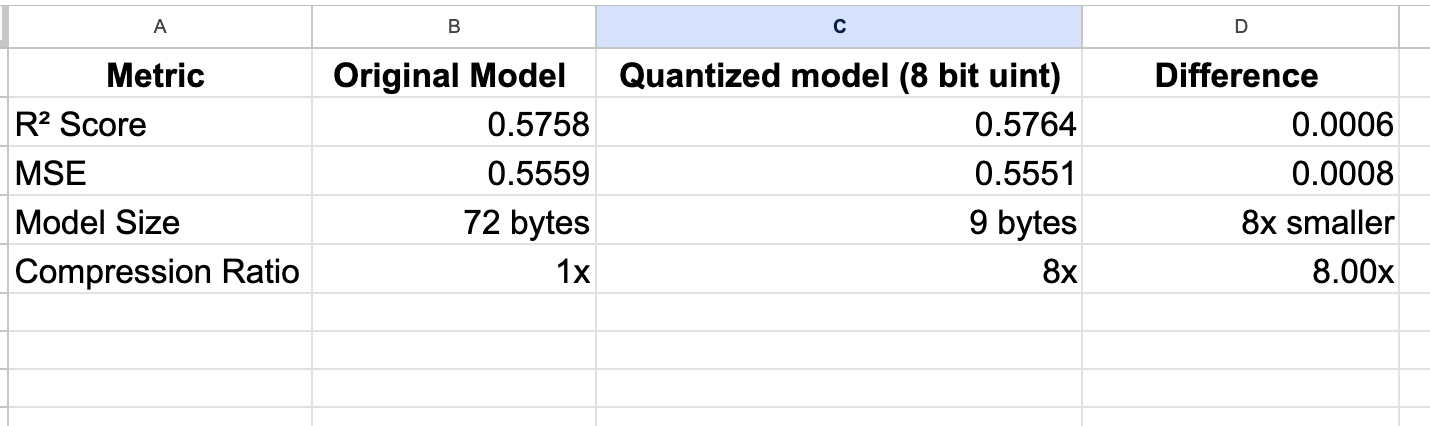 A B C D
Metric Original Model Quantized model (8 bit uint) Difference
R² Score 0.5758 0.5764 0.0006
MSE 0.5559 0.5551 0.0008
Model Size 72 bytes 9 bytes 8x smaller
Compression Ratio 1x 8x 8.00x